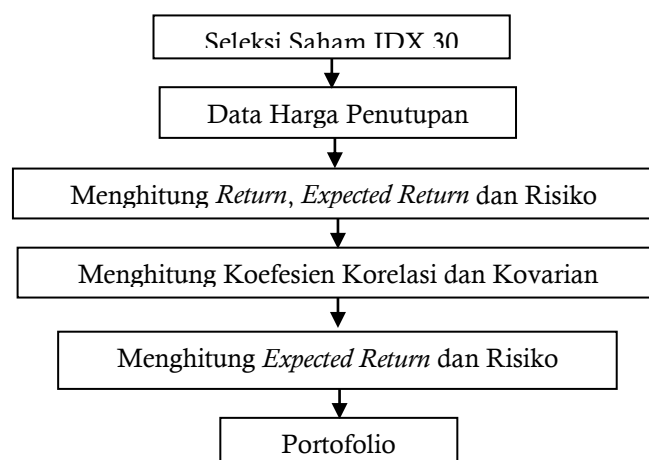 Seleksi Saham IDX 30
Data Harga Penutupan
Menghitung Return, Expected Return dan Risiko
Menghitung Koefesien Korelasi dan Kovarian
Menghitung Expected Return dan Risiko
Portofolio